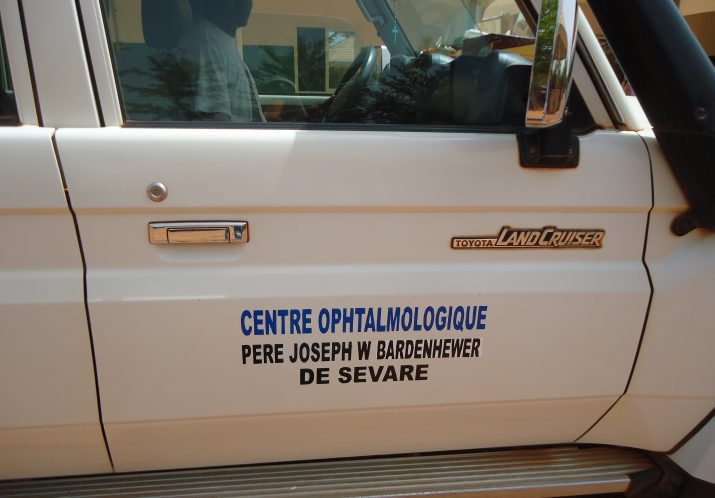 TOYOTA LANDCRUISER
CENTRE OPHTALMOLOGIQUE
PERE JOSEPH W BARDENHEWER
DE SEVARE